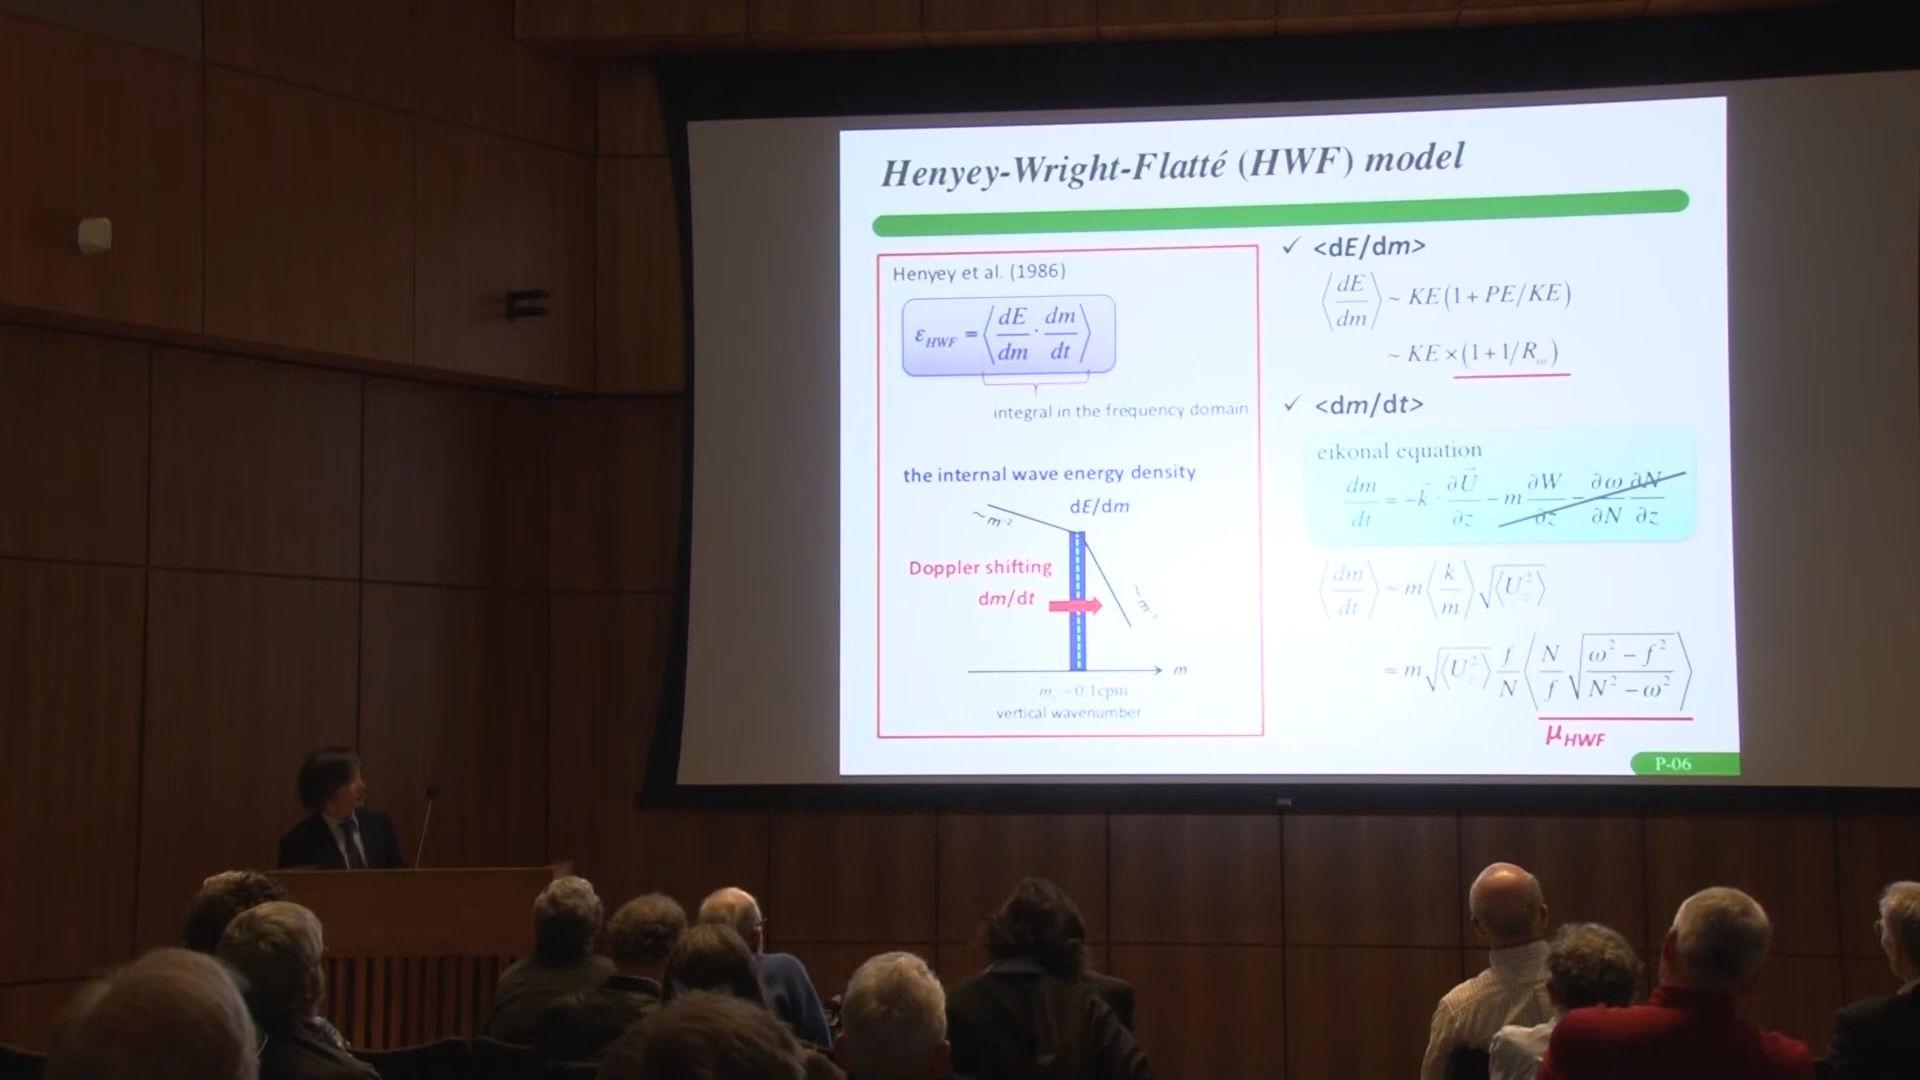 Henyey-Wright-Flatté (HWF) model
Henyey et al. (1986)
ε_HWF = ⟨dE/dm · dm/dt⟩
integral in the frequency domain
the internal wave energy density
dE/dm
~m⁻²
Doppler shifting
dm/dt
m
~0.1cpm
vertical wavenumber
✓ <dE/dm>
⟨dE/dm⟩ ~ KE(1 + PE/KE)
~ KE×(1+1/R_ω)
✓ <dm/dt>
eikonal equation
dm/dt = -k⃗ · ∂U⃗/∂z - m ∂W/∂z - ∂ω/∂N ∂N/∂z
⟨dm/dt⟩ ~ m⟨k/m⟩√⟨U_z²⟩
= m√⟨U_z²⟩ f/N ⟨N/f √((ω² - f²)/(N² - ω²))⟩
μ_HWF
P-06